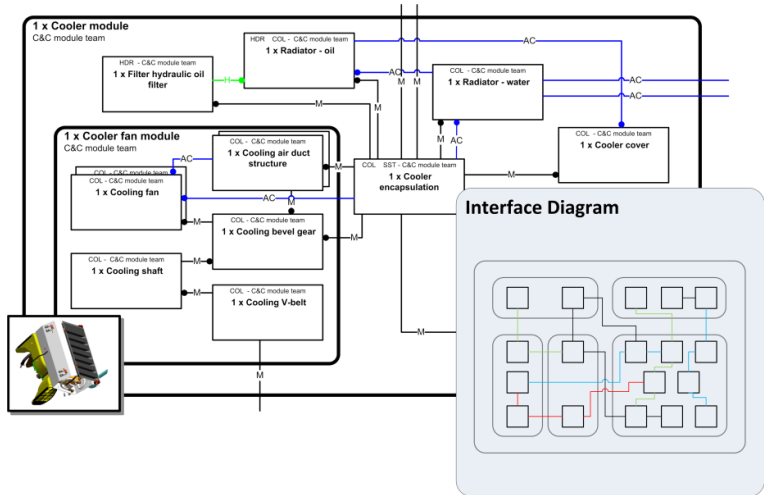 1 x Cooler module
C&C module team
HDR COL - C&C module team
1 x Radiator - oil
HDR - C&C module team
1 x Filter hydraulic oil
filter
COL - C&C module team
1 x Radiator - water
COL - C&C module team
1 x Cooler cover
1 x Cooler fan module
C&C module team
COL - C&C module team
1 x Cooling air duct
structure
COL - C&C module team
COL - C&C module team
1 x Cooling fan
COL SST - C&C module team
1 x Cooler
encapsulation
COL - C&C module team
1 x Cooling bevel gear
COL - C&C module team
1 x Cooling shaft
COL - C&C module team
1 x Cooling V-belt
H
AC
AC
AC
AC
M
M
M
M
M
AC
M
AC
M
AC
M
M
M
M
M
M
M
M
Interface Diagram